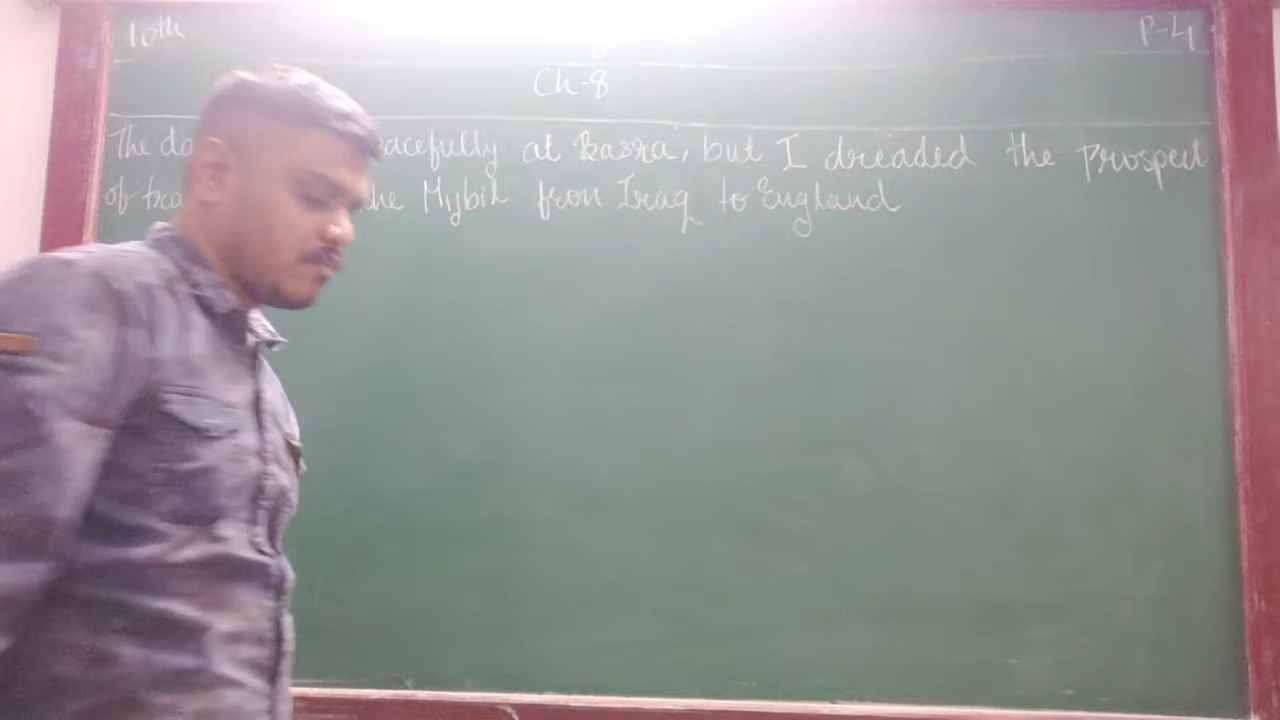 10th
P-4
Ch-8
The da acefully at Basra, but I dreaded the prospect
of tra he Mijbil from Iraq to England